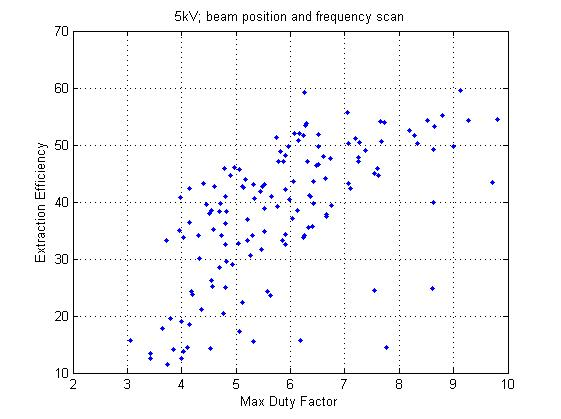 5kV; beam position and frequency scan
70
60
50
40
30
20
10
Extraction Efficiency
2 3 4 5 6 7 8 9 10
Max Duty Factor